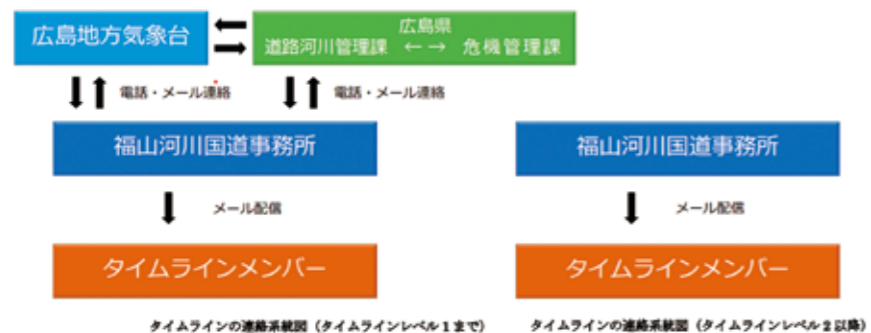 広島地方気象台
広島県
道路河川管理課 ←→ 危機管理課
電話・メール連絡
電話・メール連絡
福山河川国道事務所
福山河川国道事務所
メール配信
メール配信
タイムラインメンバー
タイムラインメンバー
タイムラインの連絡系統図（タイムラインレベル1まで）
タイムラインの連絡系統図（タイムラインレベル2以降）